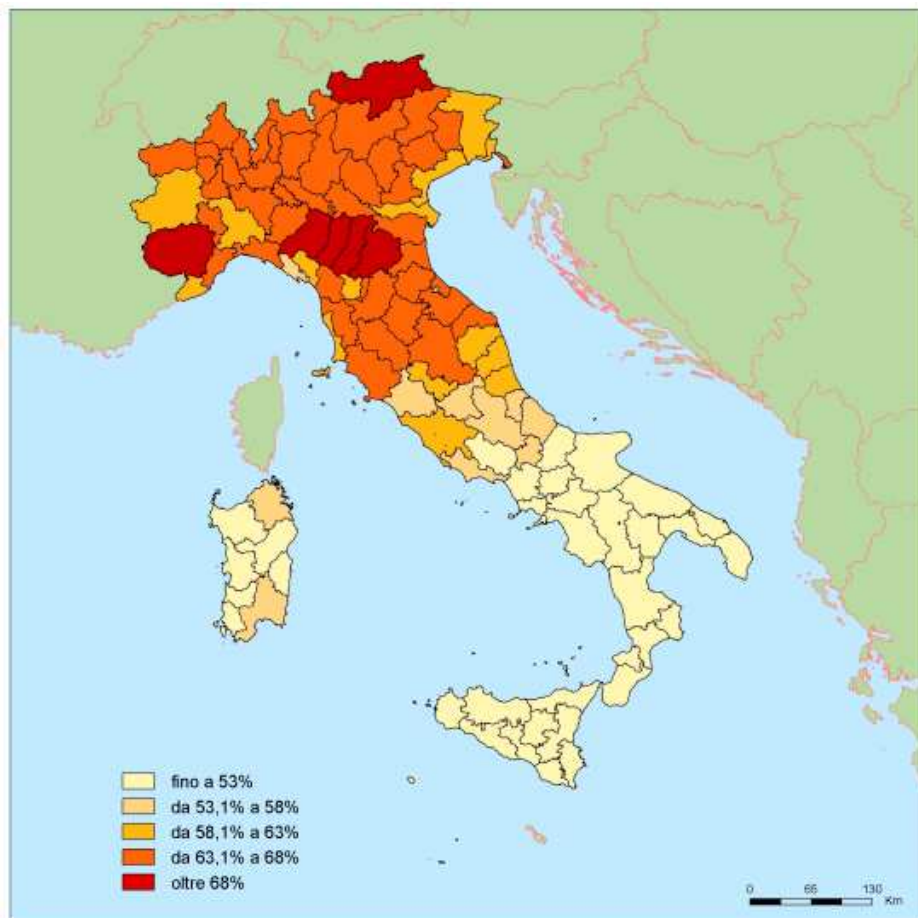 fino a 53%
da 53,1% a 58%
da 58,1% a 63%
da 63,1% a 68%
oltre 68%
0 65 130
Km